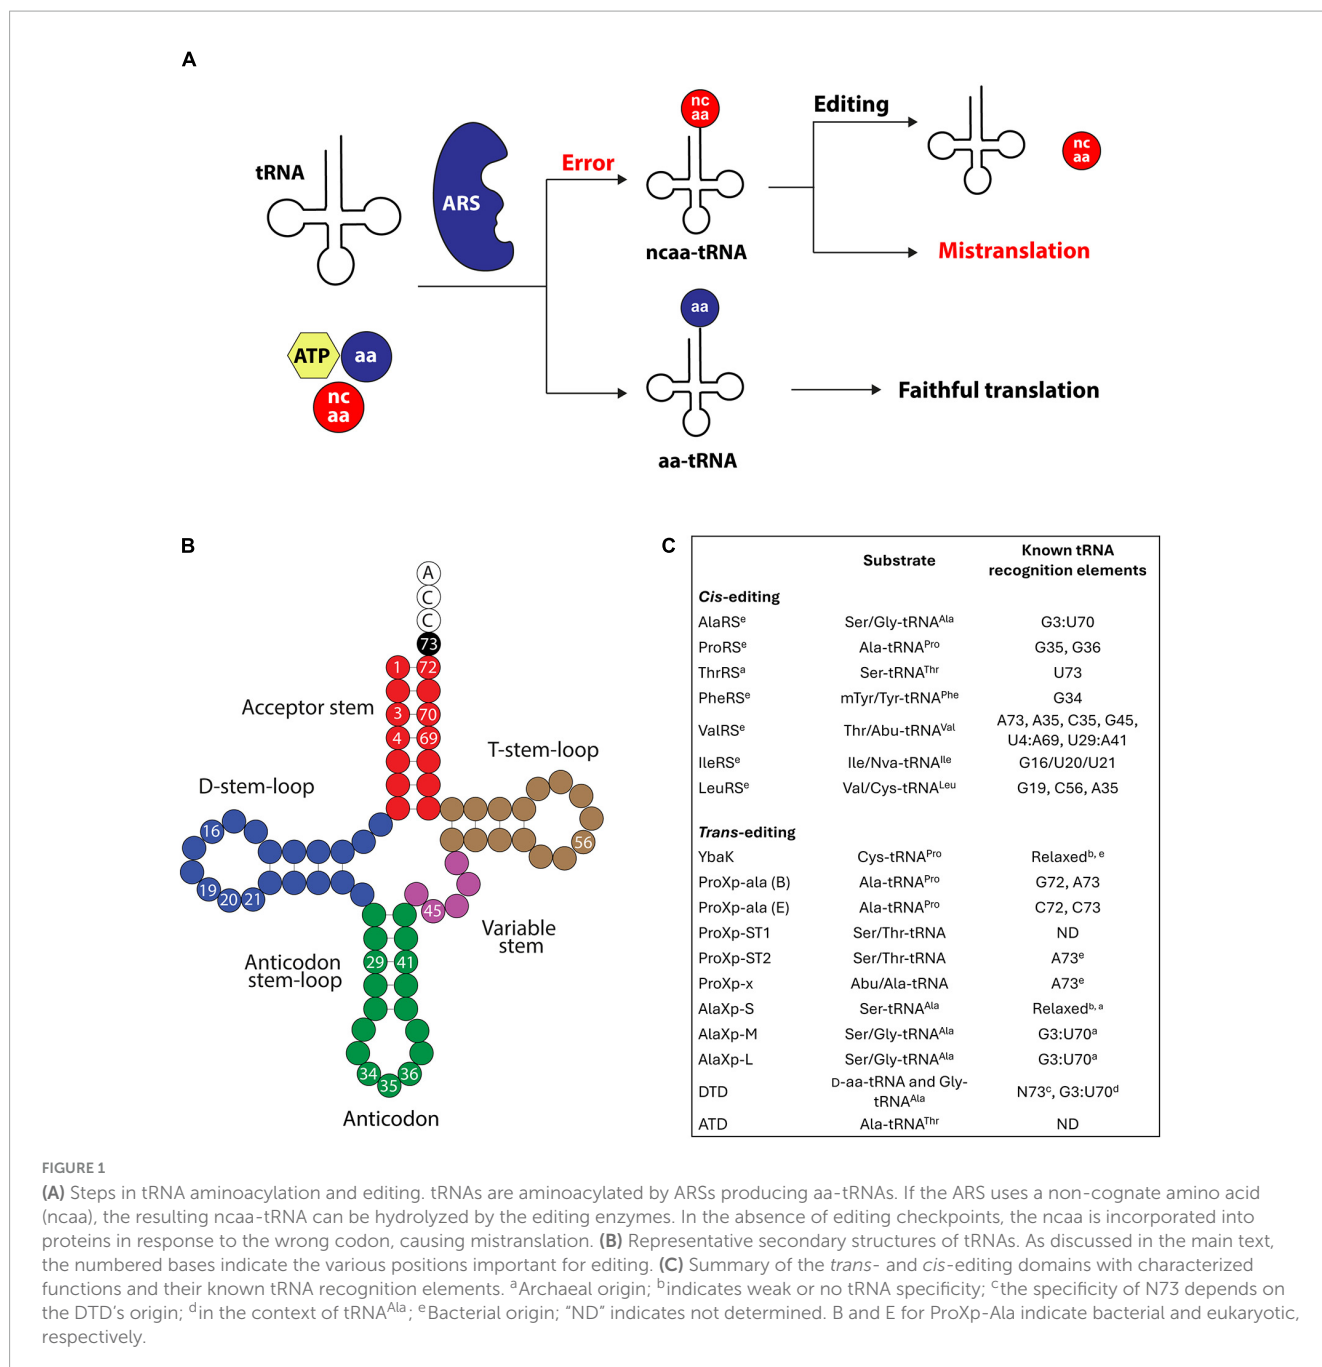 A
tRNA
ARS
ATP
aa
nc
aa
Error
nc
aa
ncaa-tRNA
Editing
nc
aa
Mistranslation
aa
aa-tRNA
Faithful translation
B
A
C
C
73
1 72
3 70
4 69
Acceptor stem
T-stem-loop
D-stem-loop
16
19
20
21
56
45
Variable
stem
Anticodon
stem-loop
29 41
34
35
36
Anticodon
C
Substrate Known tRNA
recognition elements
Cis-editing
AlaRSᵉ Ser/Gly-tRNAᴬˡᵃ G3:U70
ProRSᵉ Ala-tRNAᴾʳᵒ G35, G36
ThrRSᵃ Ser-tRNAᵀʰʳ U73
PheRSᵉ mTyr/Tyr-tRNAᴾʰᵉ G34
ValRSᵉ Thr/Abu-tRNAⱽᵃˡ A73, A35, C35, G45,
U4:A69, U29:A41
IleRSᵉ Ile/Nva-tRNAᴵˡᵉ G16/U20/U21
LeuRSᵉ Val/Cys-tRNAᴸᵉᵘ G19, C56, A35
Trans-editing
YbaK Cys-tRNAᴾʳᵒ Relaxedᵇ, ᵉ
ProXp-ala (B) Ala-tRNAᴾʳᵒ G72, A73
ProXp-ala (E) Ala-tRNAᴾʳᵒ C72, C73
ProXp-ST1 Ser/Thr-tRNA ND
ProXp-ST2 Ser/Thr-tRNA A73ᵉ
ProXp-x Abu/Ala-tRNA A73ᵉ
AlaXp-S Ser-tRNAᴬˡᵃ Relaxedᵇ, ᵃ
AlaXp-M Ser/Gly-tRNAᴬˡᵃ G3:U70ᵃ
AlaXp-L Ser/Gly-tRNAᴬˡᵃ G3:U70ᵃ
DTD D-aa-tRNA and Gly-
tRNAᴬˡᵃ N73ᶜ, G3:U70ᵈ
ATD Ala-tRNAᵀʰʳ ND
FIGURE 1
(A) Steps in tRNA aminoacylation and editing. tRNAs are aminoacylated by ARSs producing aa-tRNAs. If the ARS uses a non-cognate amino acid
(ncaa), the resulting ncaa-tRNA can be hydrolyzed by the editing enzymes. In the absence of editing checkpoints, the ncaa is incorporated into
proteins in response to the wrong codon, causing mistranslation. (B) Representative secondary structures of tRNAs. As discussed in the main text,
the numbered bases indicate the various positions important for editing. (C) Summary of the trans- and cis-editing domains with characterized
functions and their known tRNA recognition elements. ᵃArchaeal origin; ᵇindicates weak or no tRNA specificity; ᶜthe specificity of N73 depends on
the DTD's origin; ᵈin the context of tRNAᴬˡᵃ; ᵉBacterial origin; "ND" indicates not determined. B and E for ProXp-Ala indicate bacterial and eukaryotic,
respectively.